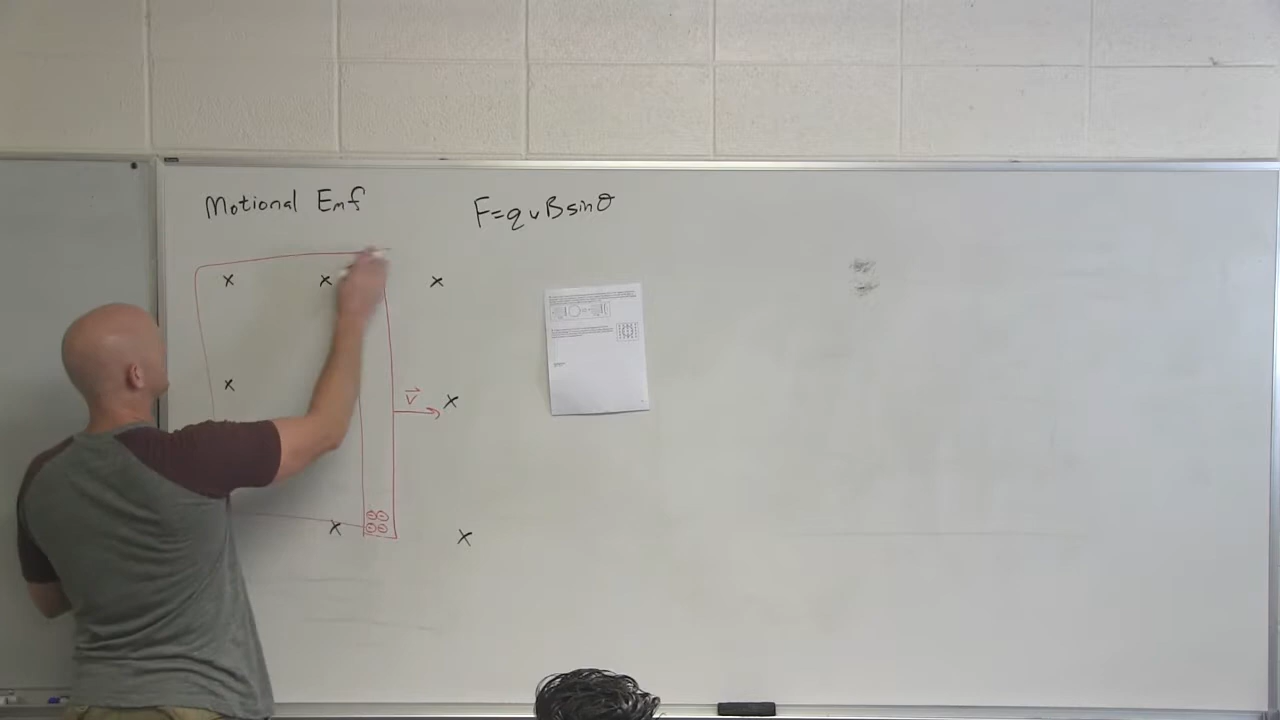 Motional Emf
F=qvBsinθ
x x x
x
v⃗
x
x x